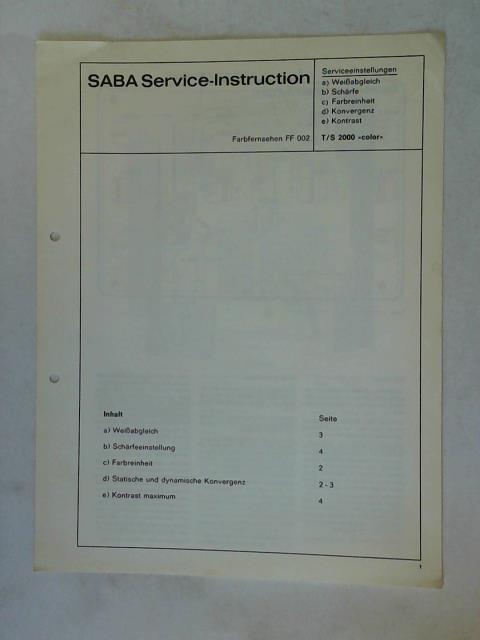 SABA Service-Instruction
Farbfernsehen FF 002
Serviceeinstellungen
a) Weißabgleich
b) Schärfe
c) Farbreinheit
d) Konvergenz
e) Kontrast
T/S 2000 »color«
Inhalt Seite
a) Weißabgleich 3
b) Schärfeeinstellung 4
c) Farbreinheit 2
d) Statische und dynamische Konvergenz 2 - 3
e) Kontrast maximum 4
1